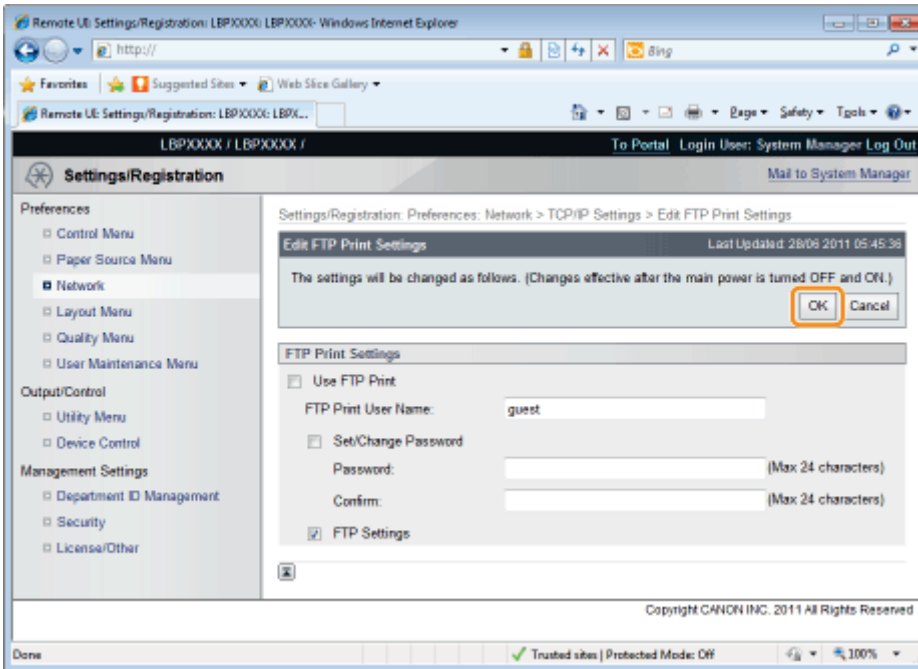 Remote UI: Settings/Registration: LBPXXXX: LBPXXXX- Windows Internet Explorer
http://
Bing
Favorites Suggested Sites Web Slice Gallery
Remote UI: Settings/Registration: LBPXXXX: LBPX... Page Safety Tools
LBPXXXX / LBPXXXX / To Portal Login User: System Manager Log Out
Settings/Registration Mail to System Manager
Preferences
Control Menu
Paper Source Menu
Network
Layout Menu
Quality Menu
User Maintenance Menu
Output/Control
Utility Menu
Device Control
Management Settings
Department ID Management
Security
License/Other
Settings/Registration: Preferences: Network > TCP/IP Settings > Edit FTP Print Settings
Edit FTP Print Settings Last Updated: 28/06 2011 05:45:36
The settings will be changed as follows. (Changes effective after the main power is turned OFF and ON.)
OK Cancel
FTP Print Settings
Use FTP Print
FTP Print User Name: guest
Set/Change Password
Password: (Max 24 characters)
Confirm: (Max 24 characters)
FTP Settings
Copyright CANON INC. 2011 All Rights Reserved
Done Trusted sites | Protected Mode: Off 100%